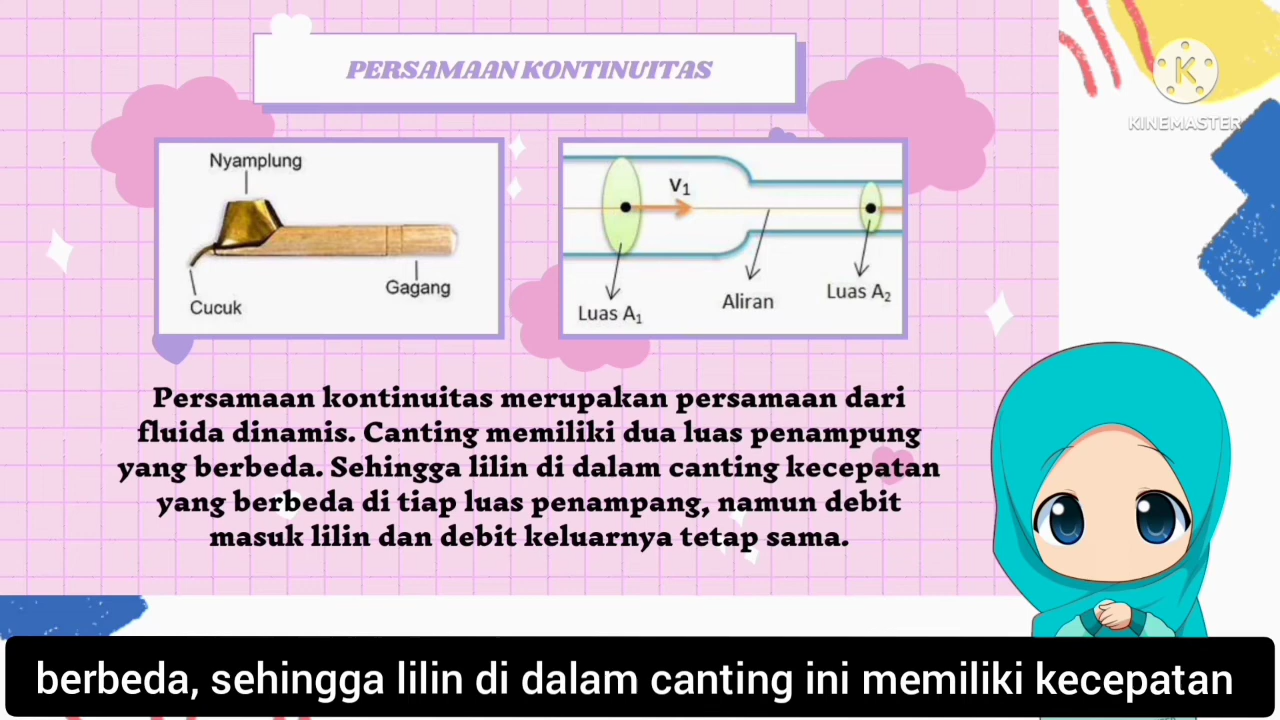 PERSAMAAN KONTINUITAS
KINEMASTER
Nyamplung
Cucuk
Gagang
V₁
Luas A₁
Aliran
Luas A₂
Persamaan kontinuitas merupakan persamaan dari
fluida dinamis. Canting memiliki dua luas penampung
yang berbeda. Sehingga lilin di dalam canting kecepatan
yang berbeda di tiap luas penampang, namun debit
masuk lilin dan debit keluarnya tetap sama.
berbeda, sehingga lilin di dalam canting ini memiliki kecepatan